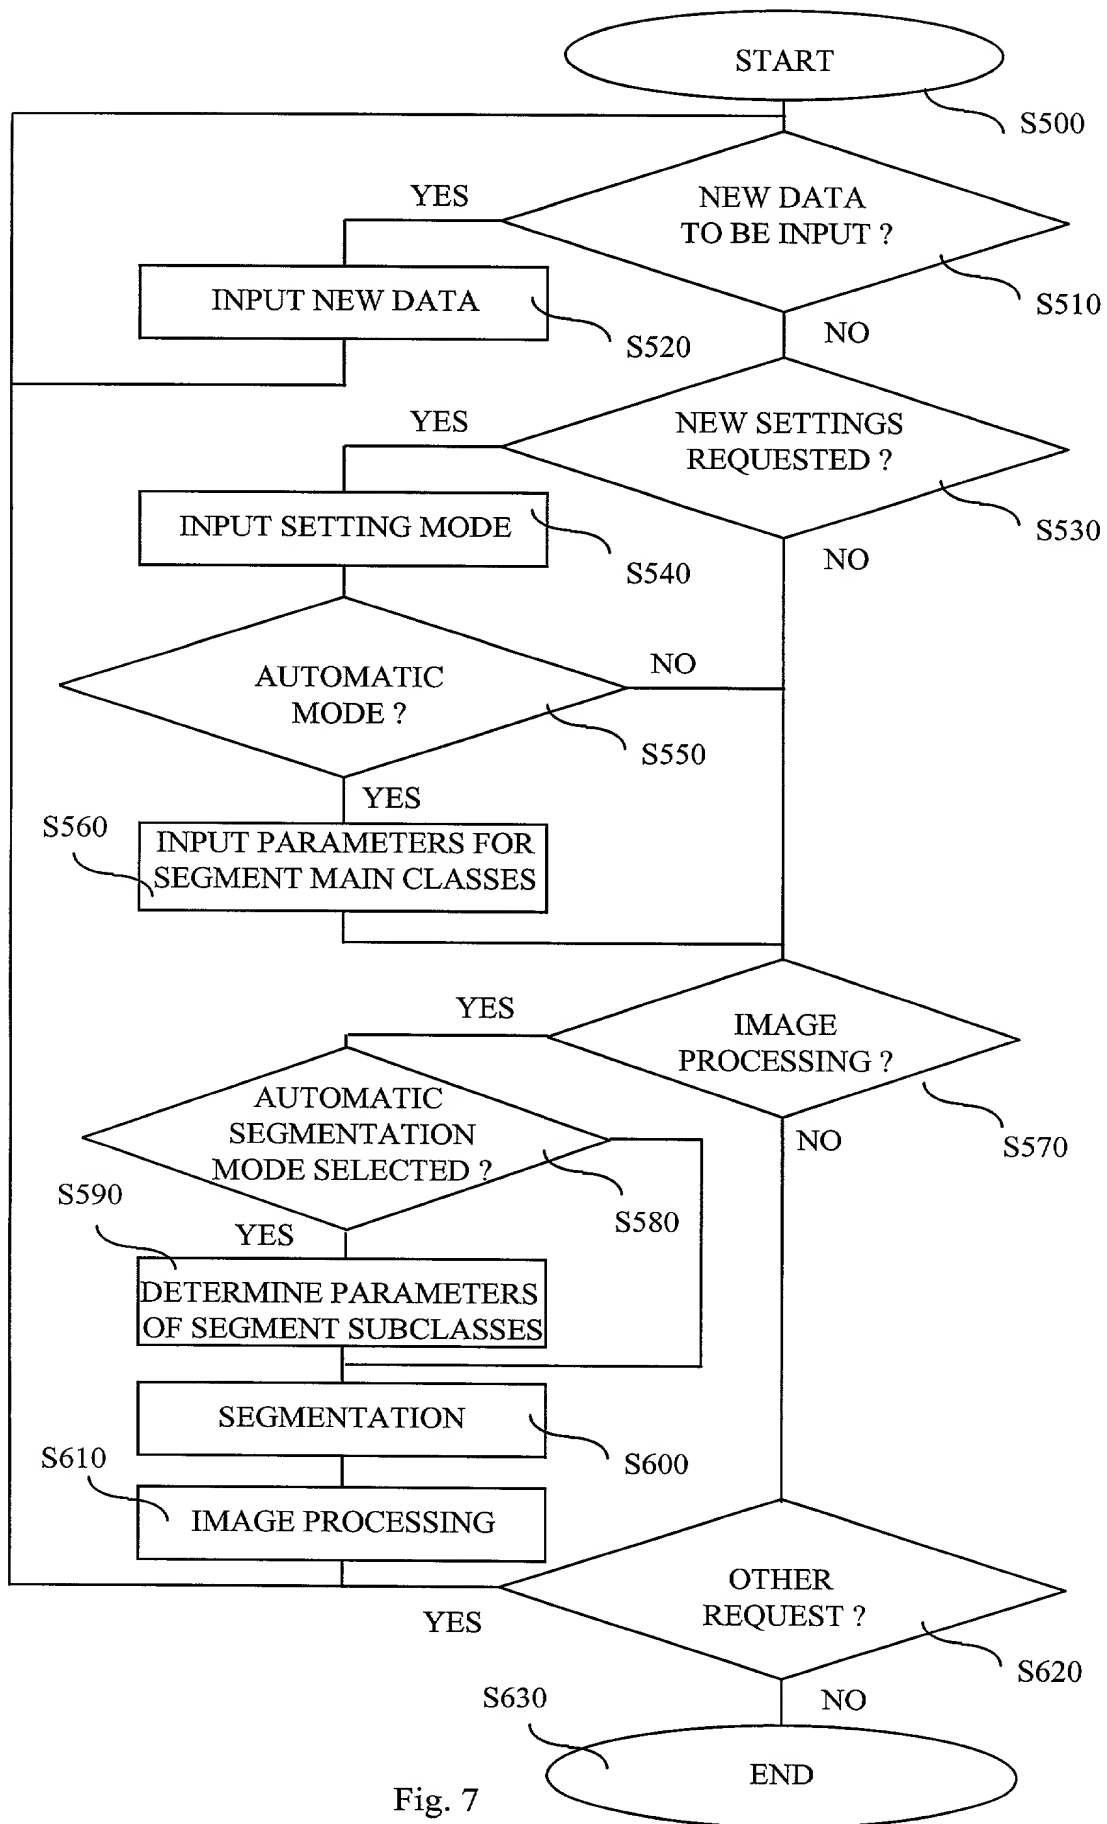 START
S500
YES
NEW DATA
TO BE INPUT ?
INPUT NEW DATA
S510
S520
NO
YES
NEW SETTINGS
REQUESTED ?
INPUT SETTING MODE
S530
S540
NO
AUTOMATIC
MODE ?
NO
S550
YES
S560
INPUT PARAMETERS FOR
SEGMENT MAIN CLASSES
YES
IMAGE
PROCESSING ?
AUTOMATIC
SEGMENTATION
MODE SELECTED ?
NO
S570
S590
S580
YES
DETERMINE PARAMETERS
OF SEGMENT SUBCLASSES
SEGMENTATION
S600
S610
IMAGE PROCESSING
OTHER
REQUEST ?
YES
S620
S630
NO
END
Fig. 7